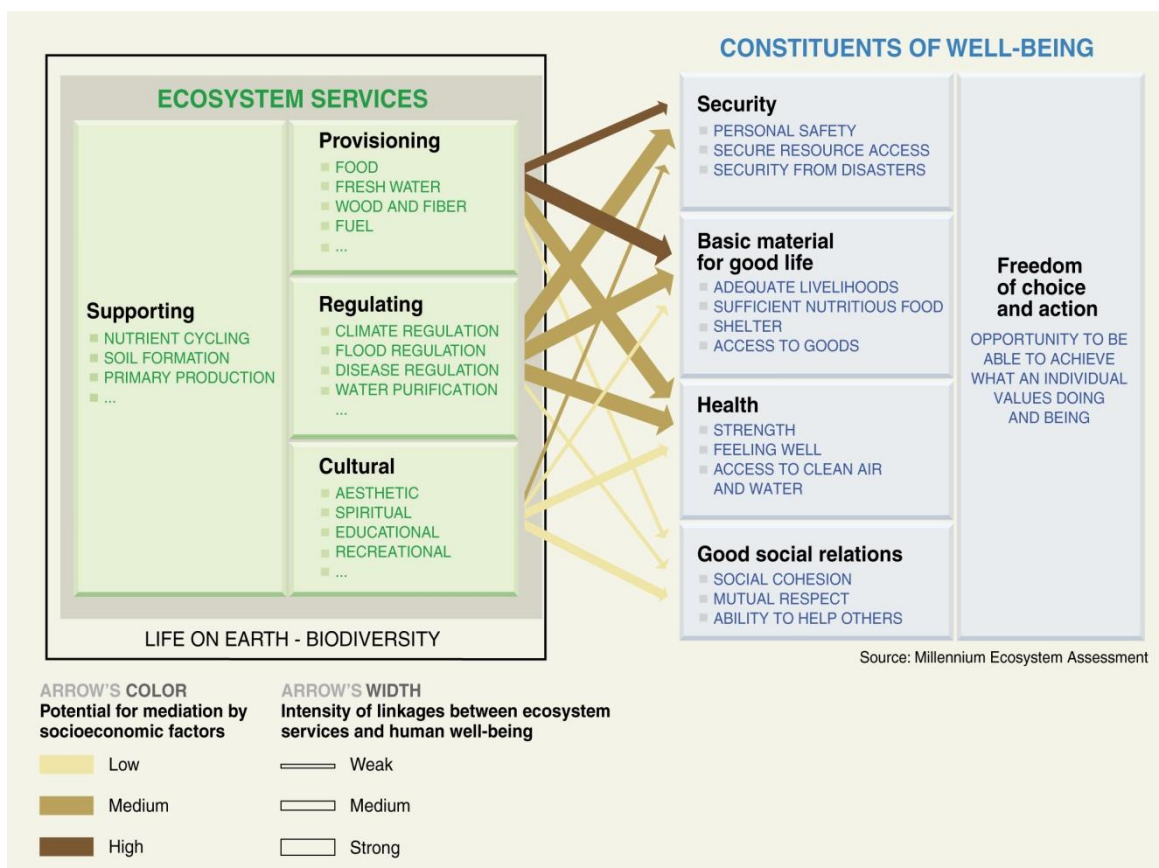 CONSTITUENTS OF WELL-BEING
ECOSYSTEM SERVICES
Supporting
NUTRIENT CYCLING
SOIL FORMATION
PRIMARY PRODUCTION
...
Provisioning
FOOD
FRESH WATER
WOOD AND FIBER
FUEL
...
Regulating
CLIMATE REGULATION
FLOOD REGULATION
DISEASE REGULATION
WATER PURIFICATION
...
Cultural
AESTHETIC
SPIRITUAL
EDUCATIONAL
RECREATIONAL
...
LIFE ON EARTH - BIODIVERSITY
Security
PERSONAL SAFETY
SECURE RESOURCE ACCESS
SECURITY FROM DISASTERS
Basic material
for good life
ADEQUATE LIVELIHOODS
SUFFICIENT NUTRITIOUS FOOD
SHELTER
ACCESS TO GOODS
Health
STRENGTH
FEELING WELL
ACCESS TO CLEAN AIR
AND WATER
Good social relations
SOCIAL COHESION
MUTUAL RESPECT
ABILITY TO HELP OTHERS
Freedom
of choice
and action
OPPORTUNITY TO BE
ABLE TO ACHIEVE
WHAT AN INDIVIDUAL
VALUES DOING
AND BEING
Source: Millennium Ecosystem Assessment
ARROW'S COLOR
Potential for mediation by
socioeconomic factors
Low
Medium
High
ARROW'S WIDTH
Intensity of linkages between ecosystem
services and human well-being
Weak
Medium
Strong